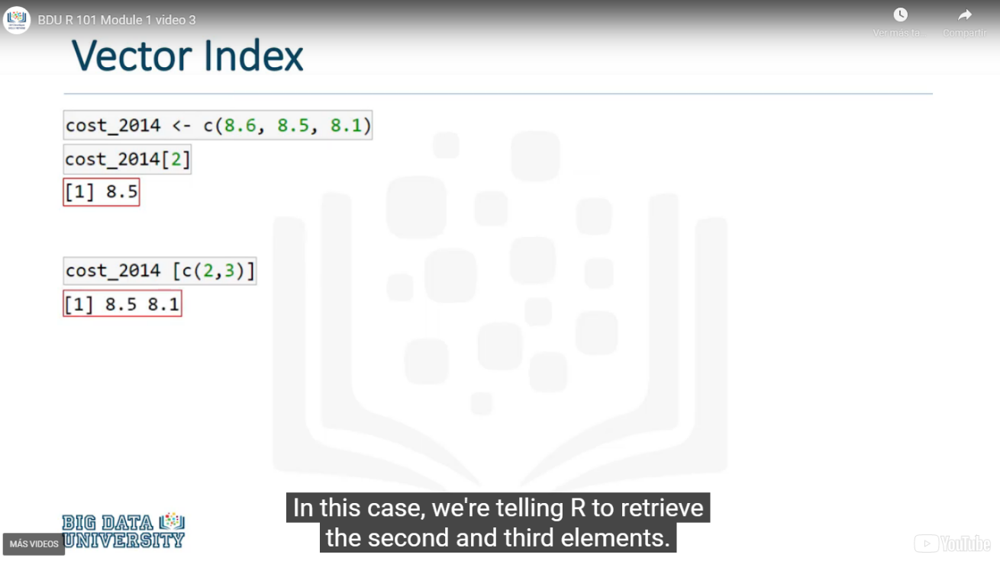 BDU R 101 Module 1 video 3
Ver más ta...
Compartir
Vector Index
cost_2014 <- c(8.6, 8.5, 8.1)
cost_2014[2]
[1] 8.5
cost_2014 [c(2,3)]
[1] 8.5 8.1
In this case, we're telling R to retrieve
the second and third elements.
BIG DATA
UNIVERSITY
MÁS VIDEOS
YouTube